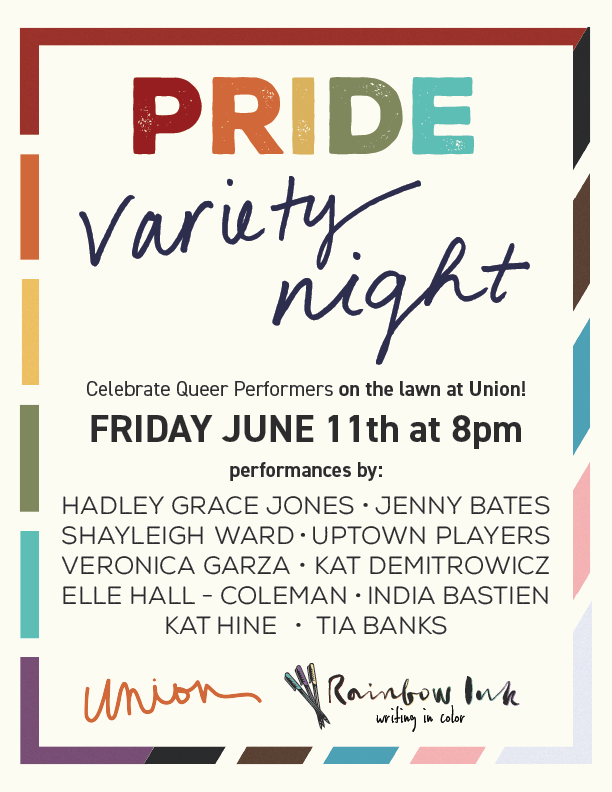 PRIDE
variety
night
Celebrate Queer Performers on the lawn at Union!
FRIDAY JUNE 11th at 8pm
performances by:
HADLEY GRACE JONES • JENNY BATES
SHAYLEIGH WARD • UPTOWN PLAYERS
VERONICA GARZA • KAT DEMITROWICZ
ELLE HALL - COLEMAN • INDIA BASTIEN
KAT HINE • TIA BANKS
union
Rainbow Ink
writing in color